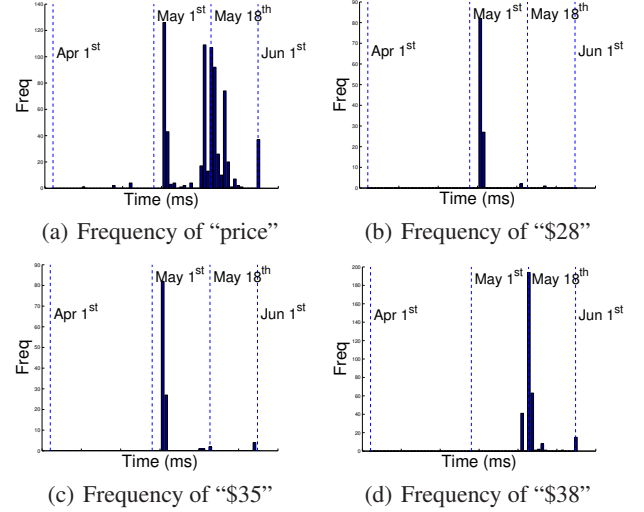 140
120
100
80
60
40
20
0
Freq
Apr 1st
May 1st
May 18th
Jun 1st
Time (ms)
(a) Frequency of “price”
90
80
70
60
50
40
30
20
10
0
Freq
Apr 1st
May 1st
May 18th
Jun 1st
Time (ms)
(b) Frequency of “$28”
90
80
70
60
50
40
30
20
10
0
Freq
Apr 1st
May 1st
May 18th
Jun 1st
Time (ms)
(c) Frequency of “$35”
200
180
160
140
120
100
80
60
40
20
0
Freq
Apr 1st
May 1st
May 18th
Jun 1st
Time (ms)
(d) Frequency of “$38”